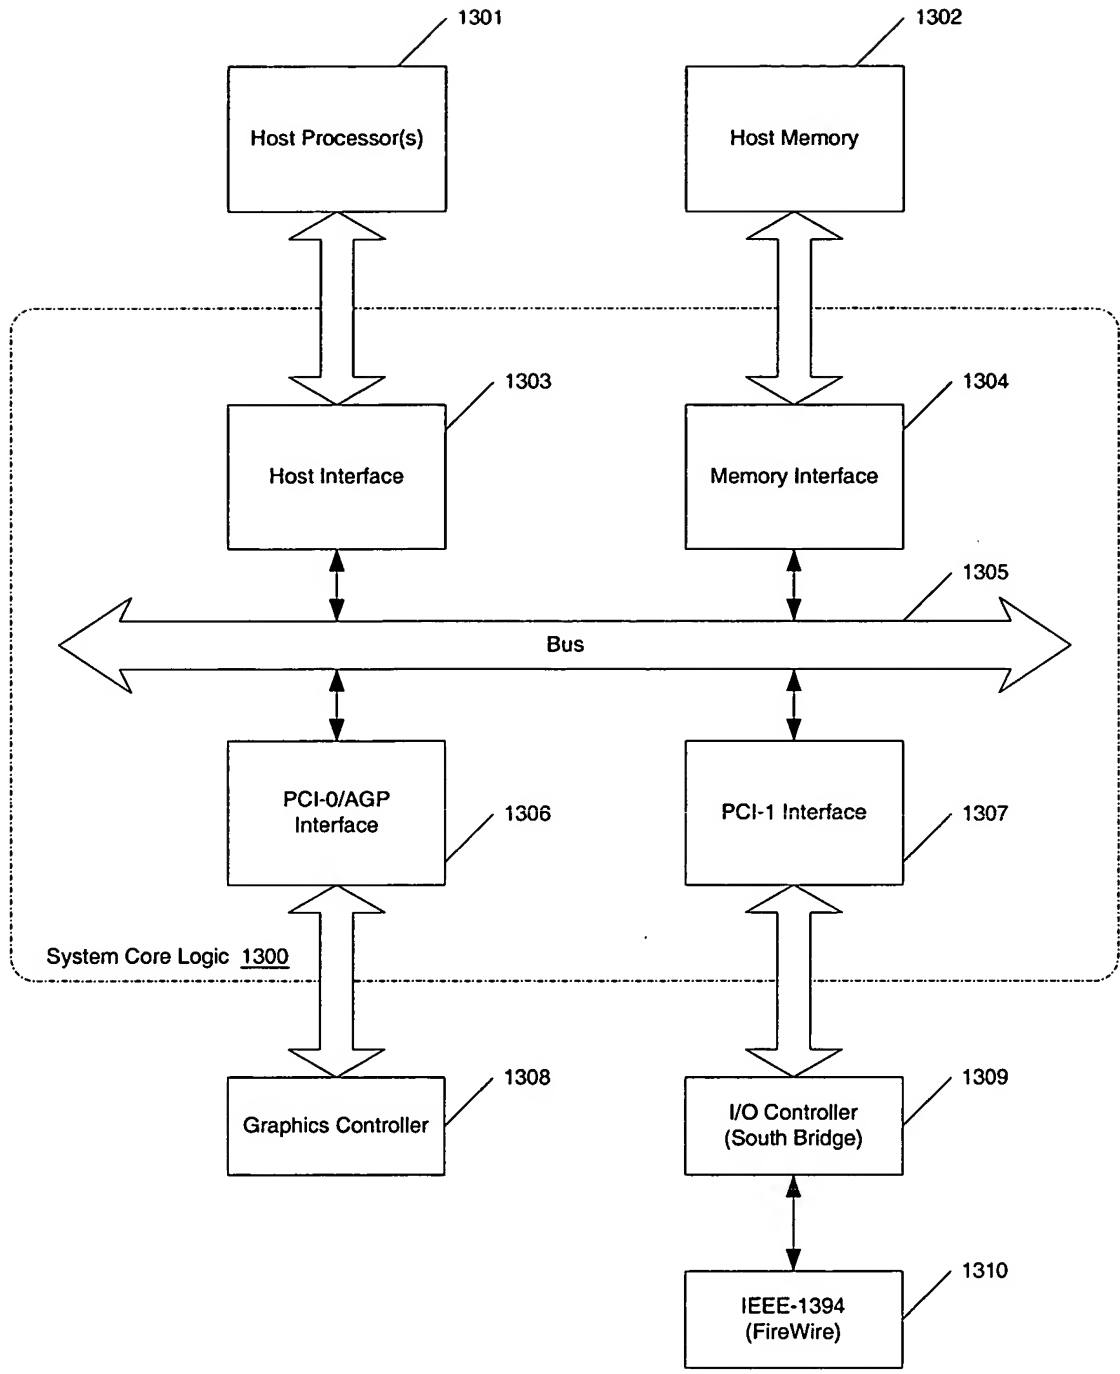 1301
1302
Host Processor(s)
Host Memory
1303
1304
Host Interface
Memory Interface
1305
Bus
PCI-0/AGP
Interface
1306
PCI-1 Interface
1307
System Core Logic 1300
1308
Graphics Controller
1309
I/O Controller
(South Bridge)
1310
IEEE-1394
(FireWire)